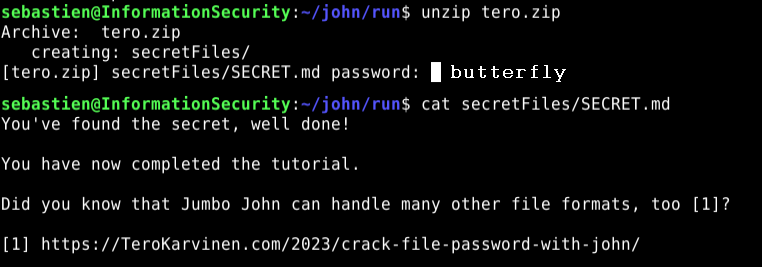 sebastien@InformationSecurity:~/john/run$ unzip tero.zip
Archive:  tero.zip
   creating: secretFiles/
[tero.zip] secretFiles/SECRET.md password: butterfly
sebastien@InformationSecurity:~/john/run$ cat secretFiles/SECRET.md
You've found the secret, well done!
You have now completed the tutorial.
Did you know that Jumbo John can handle many other file formats, too [1]?
[1] https://TeroKarvinen.com/2023/crack-file-password-with-john/